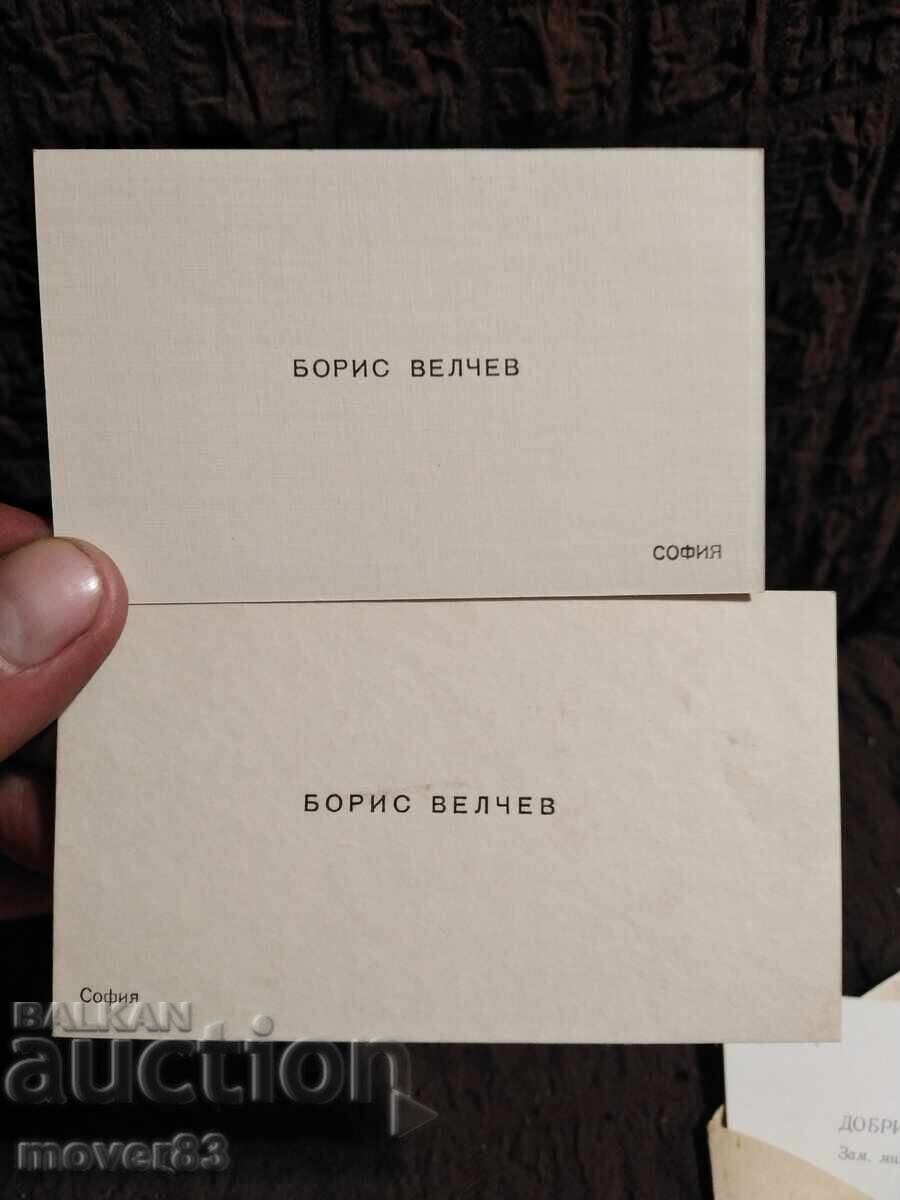 БОРИС ВЕЛЧЕВ
СОФИЯ
БОРИС ВЕЛЧЕВ
София
BALKAN
auction
mover83
ДОБРИ
Зам.